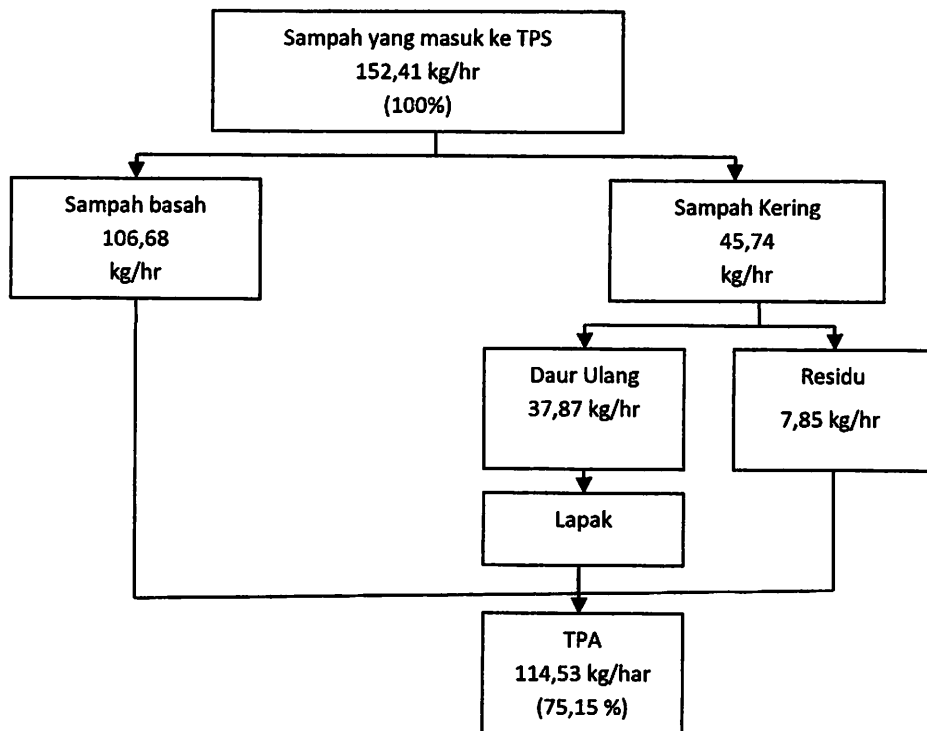 Sampah yang masuk ke TPS
152,41 kg/hr
(100%)
Sampah basah
106,68
kg/hr
Sampah Kering
45,74
kg/hr
Daur Ulang
37,87 kg/hr
Residu
7,85 kg/hr
Lapak
TPA
114,53 kg/har
(75,15 %)